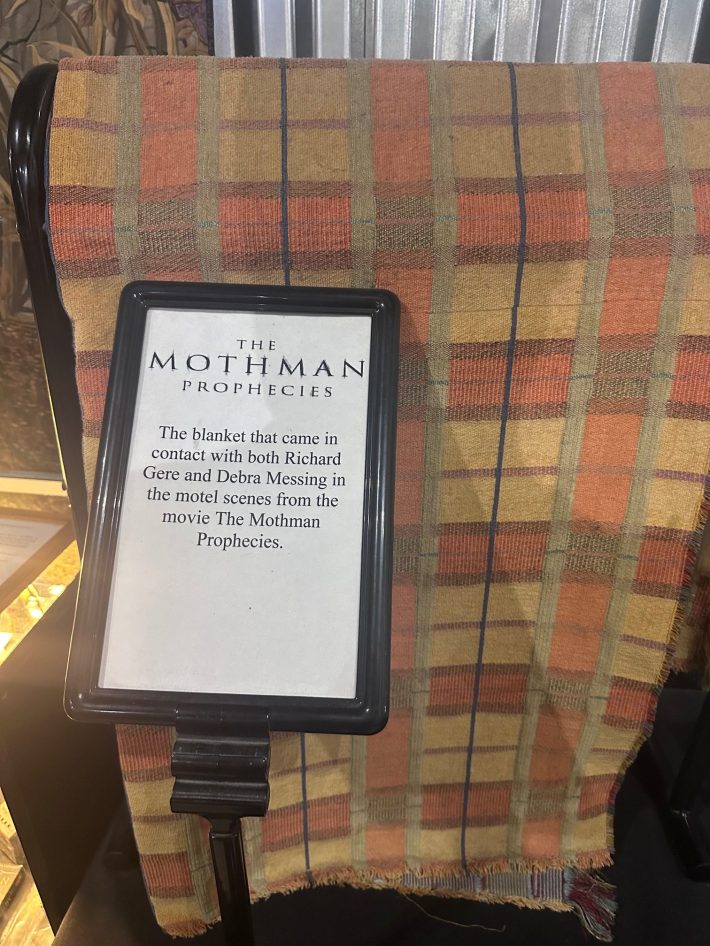 THE
MOTHMAN
PROPHECIES
The blanket that came in
contact with both Richard
Gere and Debra Messing in
the motel scenes from the
movie The Mothman
Prophecies.